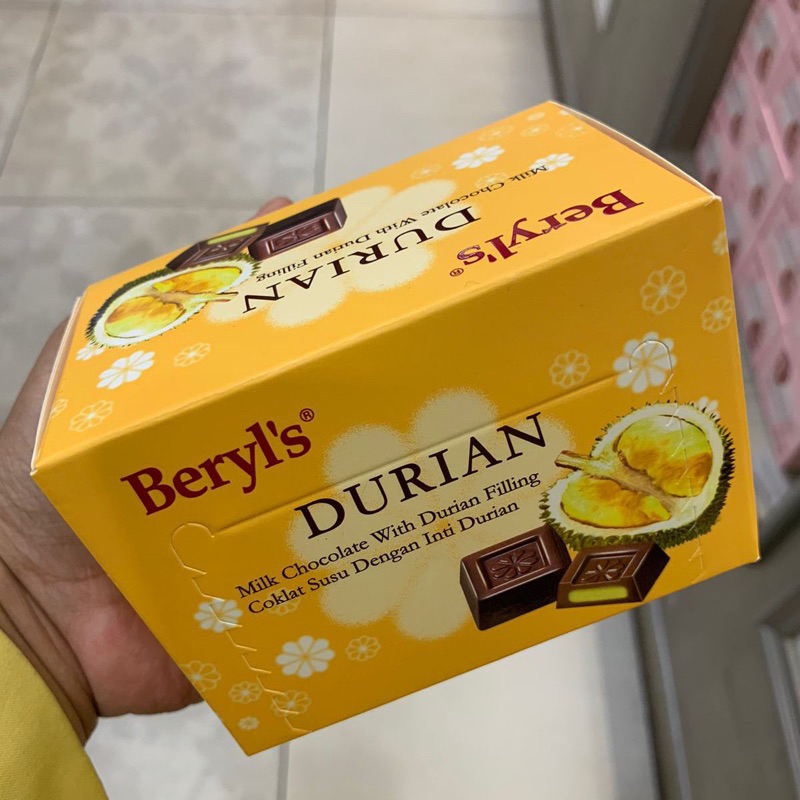 Beryl's®
DURIAN
Milk Chocolate With Durian Filling
Beryl's®
DURIAN
Milk Chocolate With Durian Filling
Coklat Susu Dengan Inti Durian